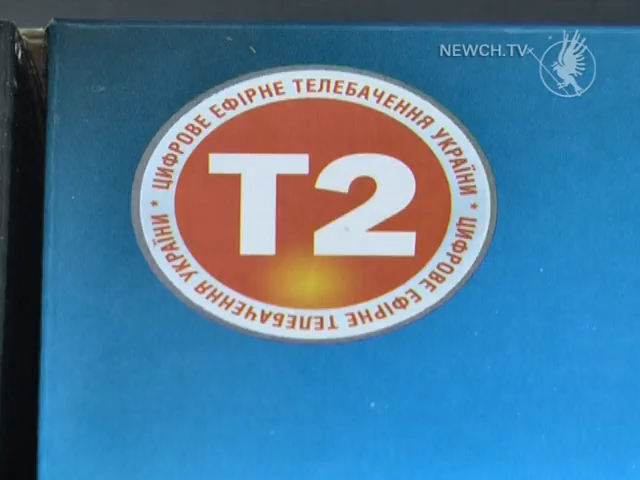 NEWCH.TV
ЦИФРОВЕ ЕФІРНЕ ТЕЛЕБАЧЕННЯ УКРАЇНИ * ЦИФРОВЕ ЕФІРНЕ ТЕЛЕБАЧЕННЯ УКРАЇНИ *
T2